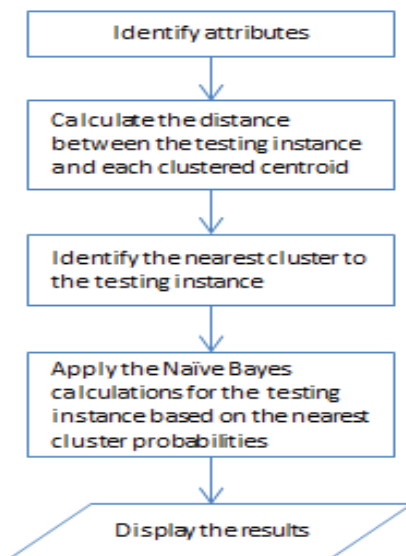 Identify attributes
Calculate the distance
between the testing instance
and each clustered centroid
Identify the nearest cluster to
the testing instance
Apply the Naïve Bayes
calculations for the testing
instance based on the nearest
cluster probabilities
Display the results